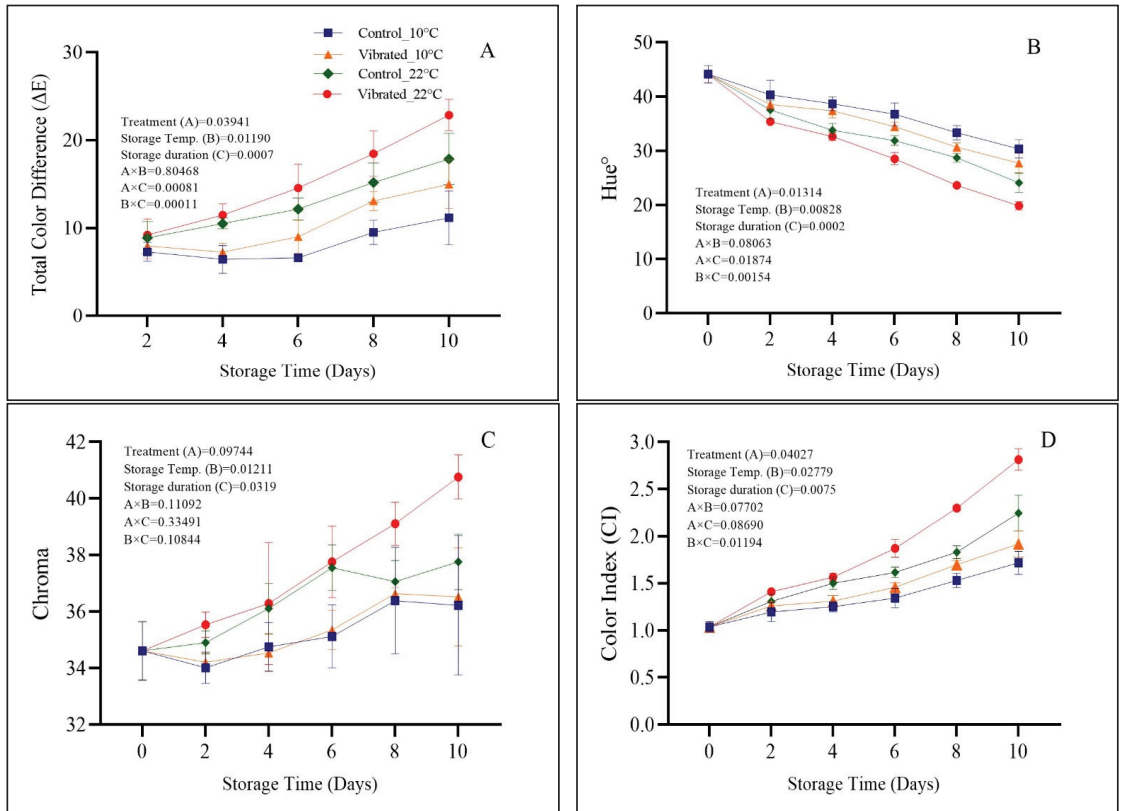 A
Control_10°C
Vibrated_10°C
Control_22°C
Vibrated_22°C
Treatment (A)=0.03941
Storage Temp. (B)=0.01190
Storage duration (C)=0.0007
A×B=0.80468
A×C=0.00081
B×C=0.00011
Total Color Difference (ΔE)
30
20
10
0
2 4 6 8 10
Storage Time (Days)
B
Hue°
50
40
30
20
10
0
Treatment (A)=0.01314
Storage Temp. (B)=0.00828
Storage duration (C)=0.0002
A×B=0.08063
A×C=0.01874
B×C=0.00154
0 2 4 6 8 10
Storage Time (Days)
C
Treatment (A)=0.09744
Storage Temp. (B)=0.01211
Storage duration (C)=0.0319
A×B=0.11092
A×C=0.33491
B×C=0.10844
Chroma
42
40
38
36
34
32
0 2 4 6 8 10
Storage Time (Days)
D
Treatment (A)=0.04027
Storage Temp. (B)=0.02779
Storage duration (C)=0.0075
A×B=0.07702
A×C=0.08690
B×C=0.01194
Color Index (CI)
3.0
2.5
2.0
1.5
1.0
0.5
0.0
0 2 4 6 8 10
Storage Time (Days)